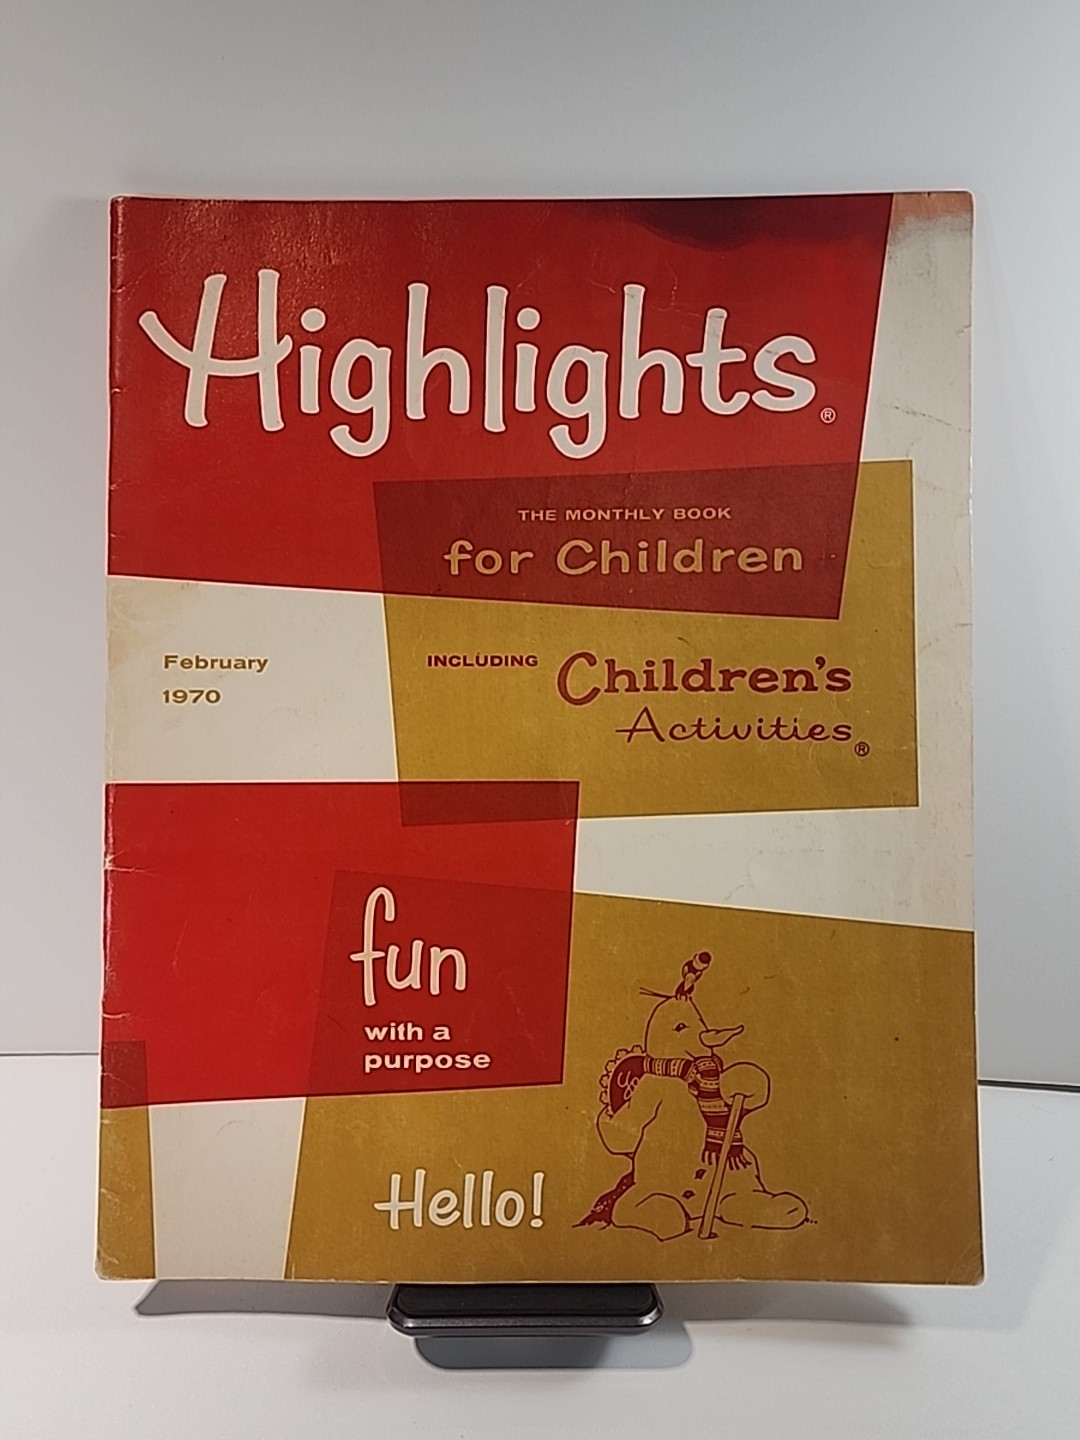 Highlights®
THE MONTHLY BOOK
for Children
February
1970
INCLUDING Children's
Activities®
fun
with a
purpose
Hello!